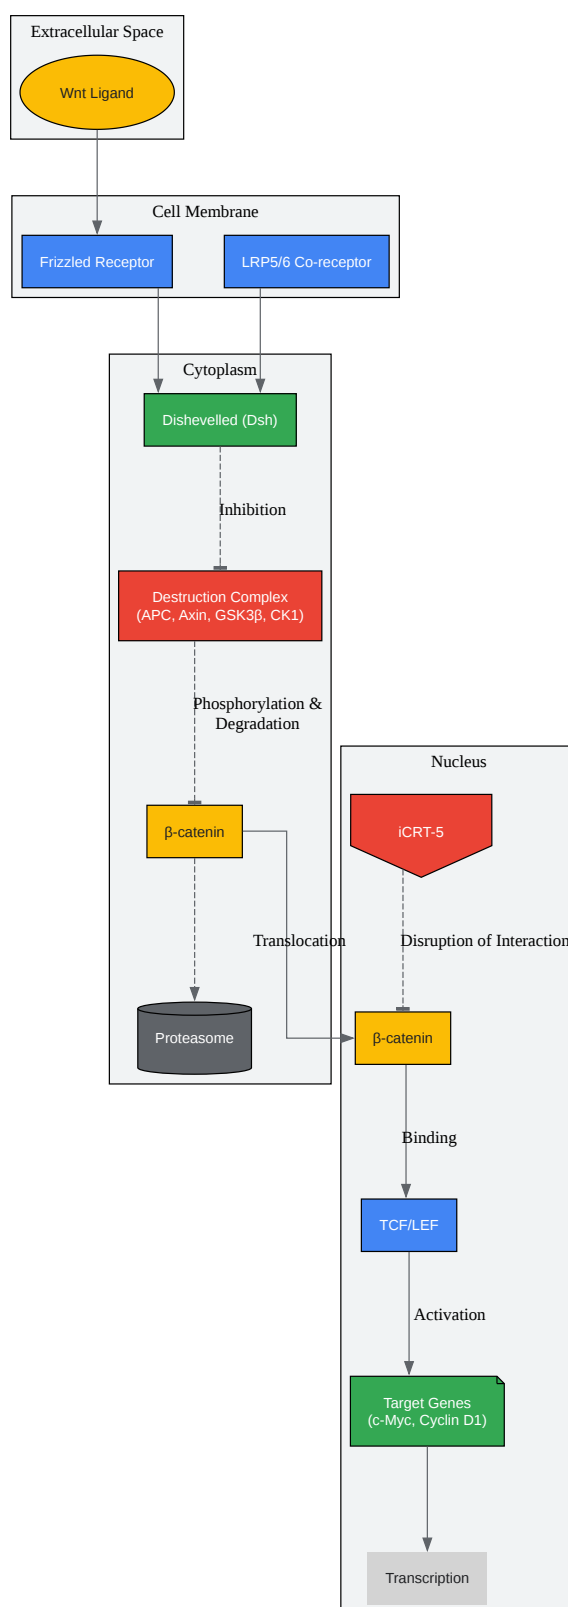 Extracellular Space
Wnt Ligand
Cell Membrane
Frizzled Receptor
LRP5/6 Co-receptor
Cytoplasm
Dishevelled (Dsh)
Inhibition
Destruction Complex
(APC, Axin, GSK3β, CK1)
Phosphorylation &
Degradation
Nucleus
β-catenin
iCRT-5
Translocation
Disruption of Interaction
Proteasome
β-catenin
Binding
TCF/LEF
Activation
Target Genes
(c-Myc, Cyclin D1)
Transcription